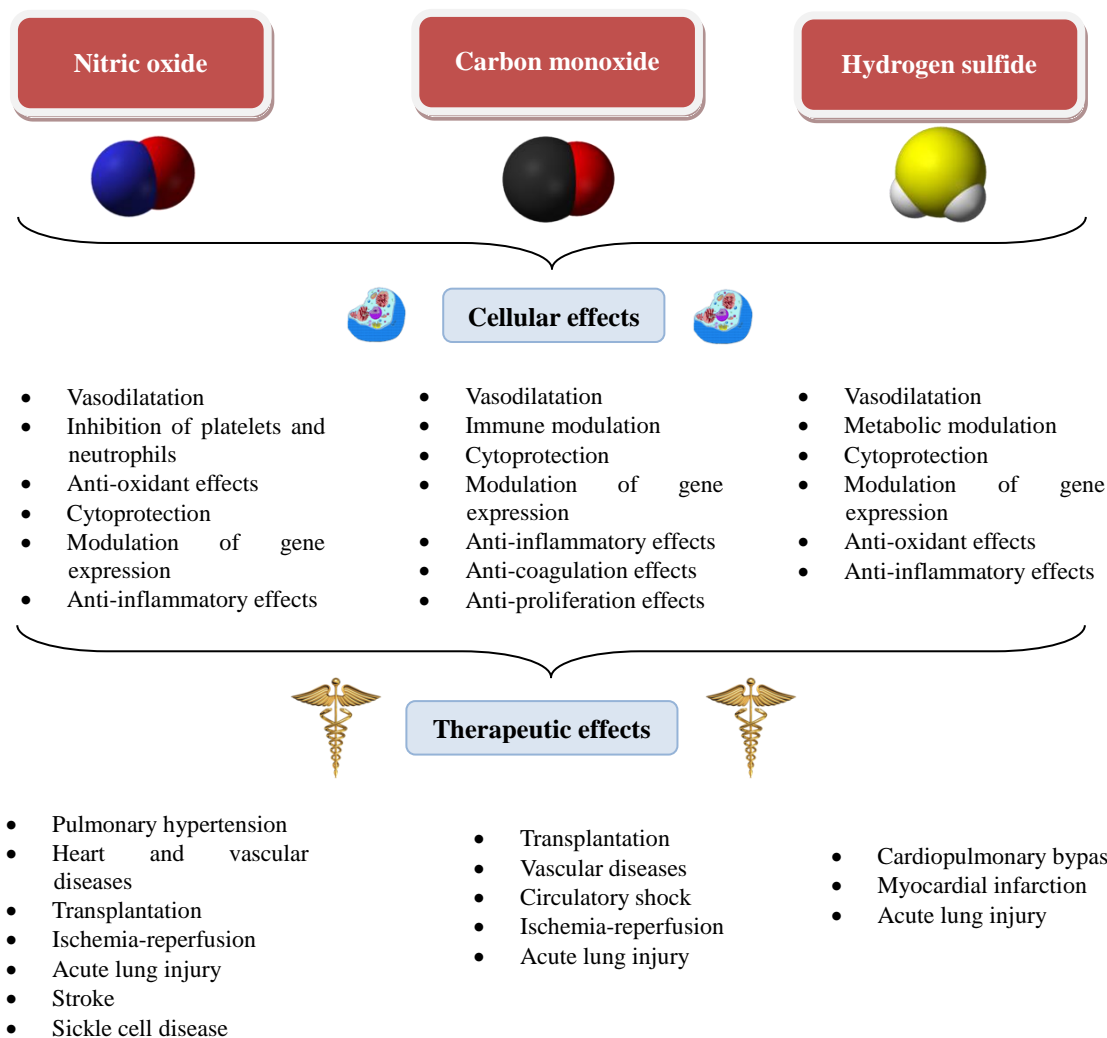 Nitric oxide
Carbon monoxide
Hydrogen sulfide
Cellular effects
• Vasodilatation
• Inhibition of platelets and
neutrophils
• Anti-oxidant effects
• Cytoprotection
• Modulation of gene
expression
• Anti-inflammatory effects
• Vasodilatation
• Immune modulation
• Cytoprotection
• Modulation of gene
expression
• Anti-inflammatory effects
• Anti-coagulation effects
• Anti-proliferation effects
• Vasodilatation
• Metabolic modulation
• Cytoprotection
• Modulation of gene
expression
• Anti-oxidant effects
• Anti-inflammatory effects
Therapeutic effects
• Pulmonary hypertension
• Heart and vascular
diseases
• Transplantation
• Ischemia-reperfusion
• Acute lung injury
• Stroke
• Sickle cell disease
• Transplantation
• Vascular diseases
• Circulatory shock
• Ischemia-reperfusion
• Acute lung injury
• Cardiopulmonary bypas
• Myocardial infarction
• Acute lung injury